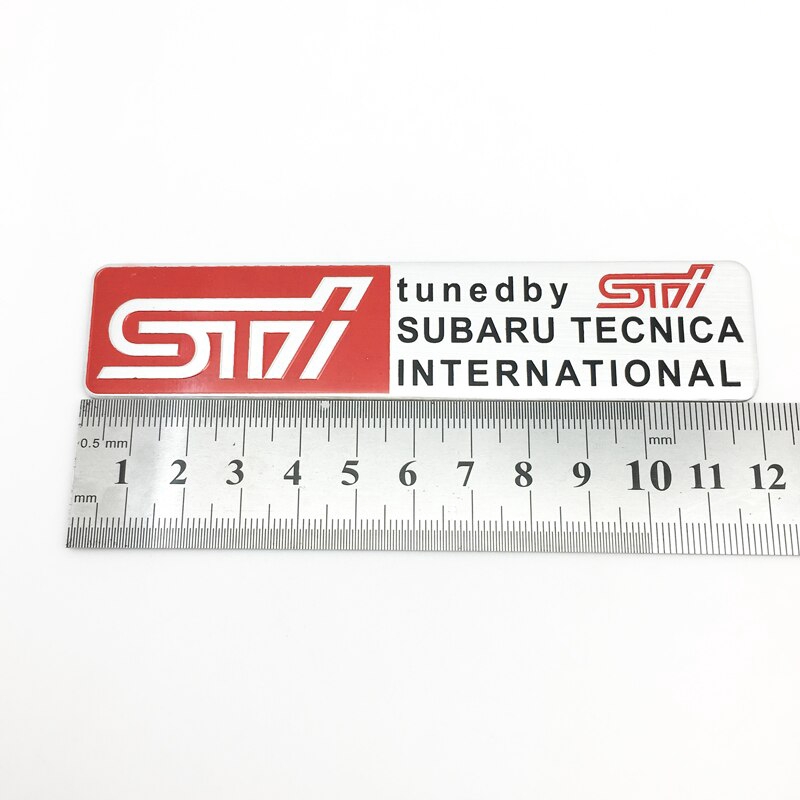 STi
tunedby STi
SUBARU TECNICA
INTERNATIONAL
0.5 mm
mm
1 2 3 4 5 6 7 8 9 10 11 12
mm